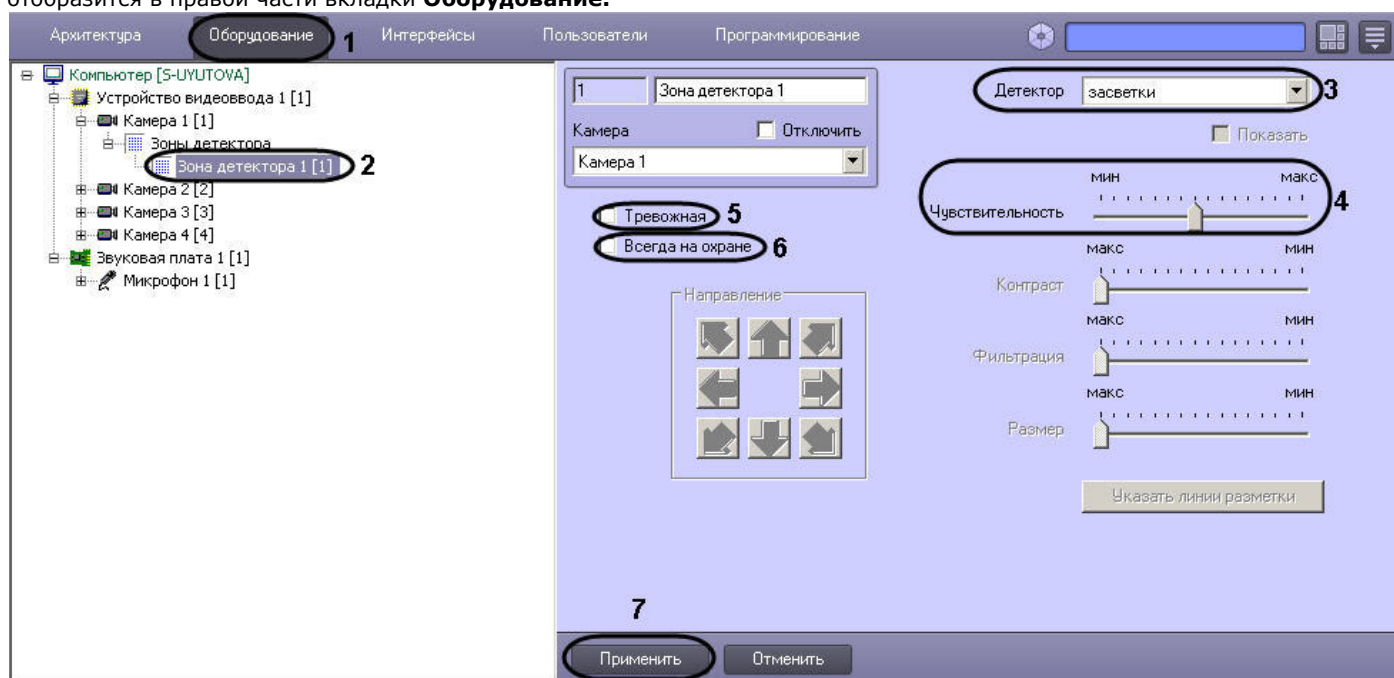 отобразится в правой части вкладки Оборудование.
Архитектура Оборудование 1 Интерфейсы Пользователи Программирование
Компьютер [S-UYUTOVA]
Устройство видеоввода 1 [1]
Камера 1 [1]
Зоны детектора
Зона детектора 1 [1] 2
Камера 2 [2]
Камера 3 [3]
Камера 4 [4]
Звуковая плата 1 [1]
Микрофон 1 [1]
1 Зона детектора 1
Камера Отключить
Камера 1
Тревожная 5
Всегда на охране 6
Направление
Детектор засветки 3
Показать
мин макс
Чувствительность 4
макс мин
Контраст
макс мин
Фильтрация
макс мин
Размер
Указать линии разметки
7
Применить Отменить